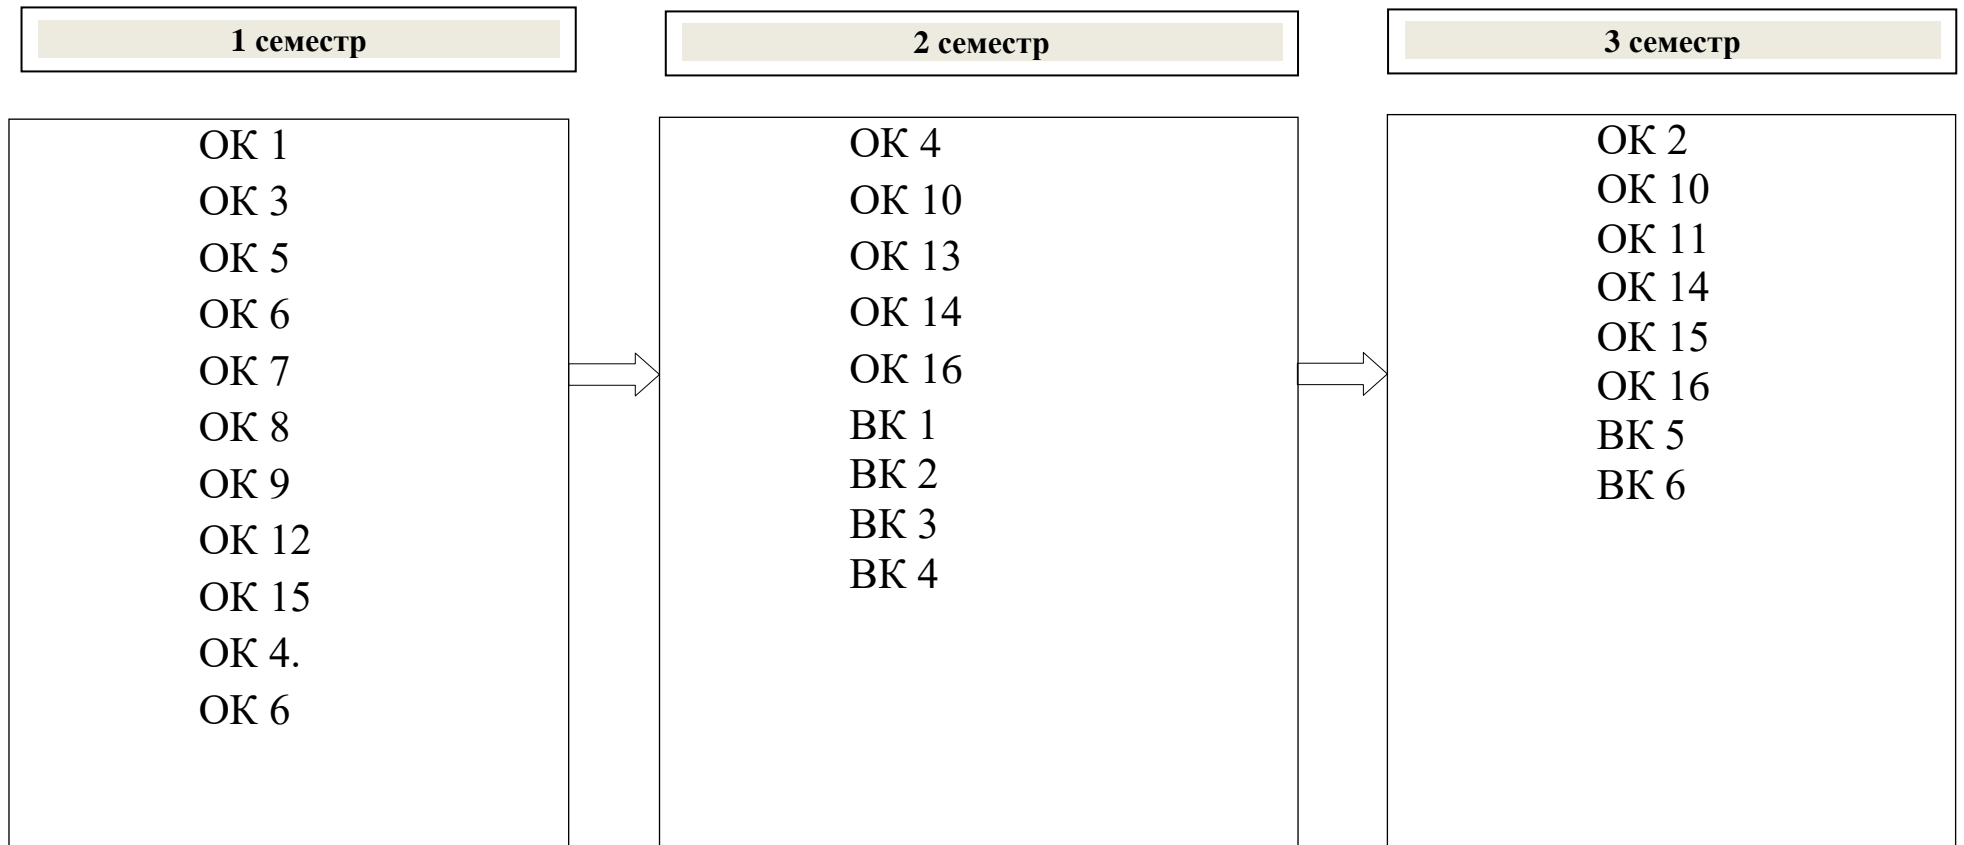 1 семестр
2 семестр
3 семестр
ОК 1
ОК 3
ОК 5
ОК 6
ОК 7
ОК 8
ОК 9
ОК 12
ОК 15
ОК 4.
ОК 6
ОК 4
ОК 10
ОК 13
ОК 14
ОК 16
ВК 1
ВК 2
ВК 3
ВК 4
ОК 2
ОК 10
ОК 11
ОК 14
ОК 15
ОК 16
ВК 5
ВК 6